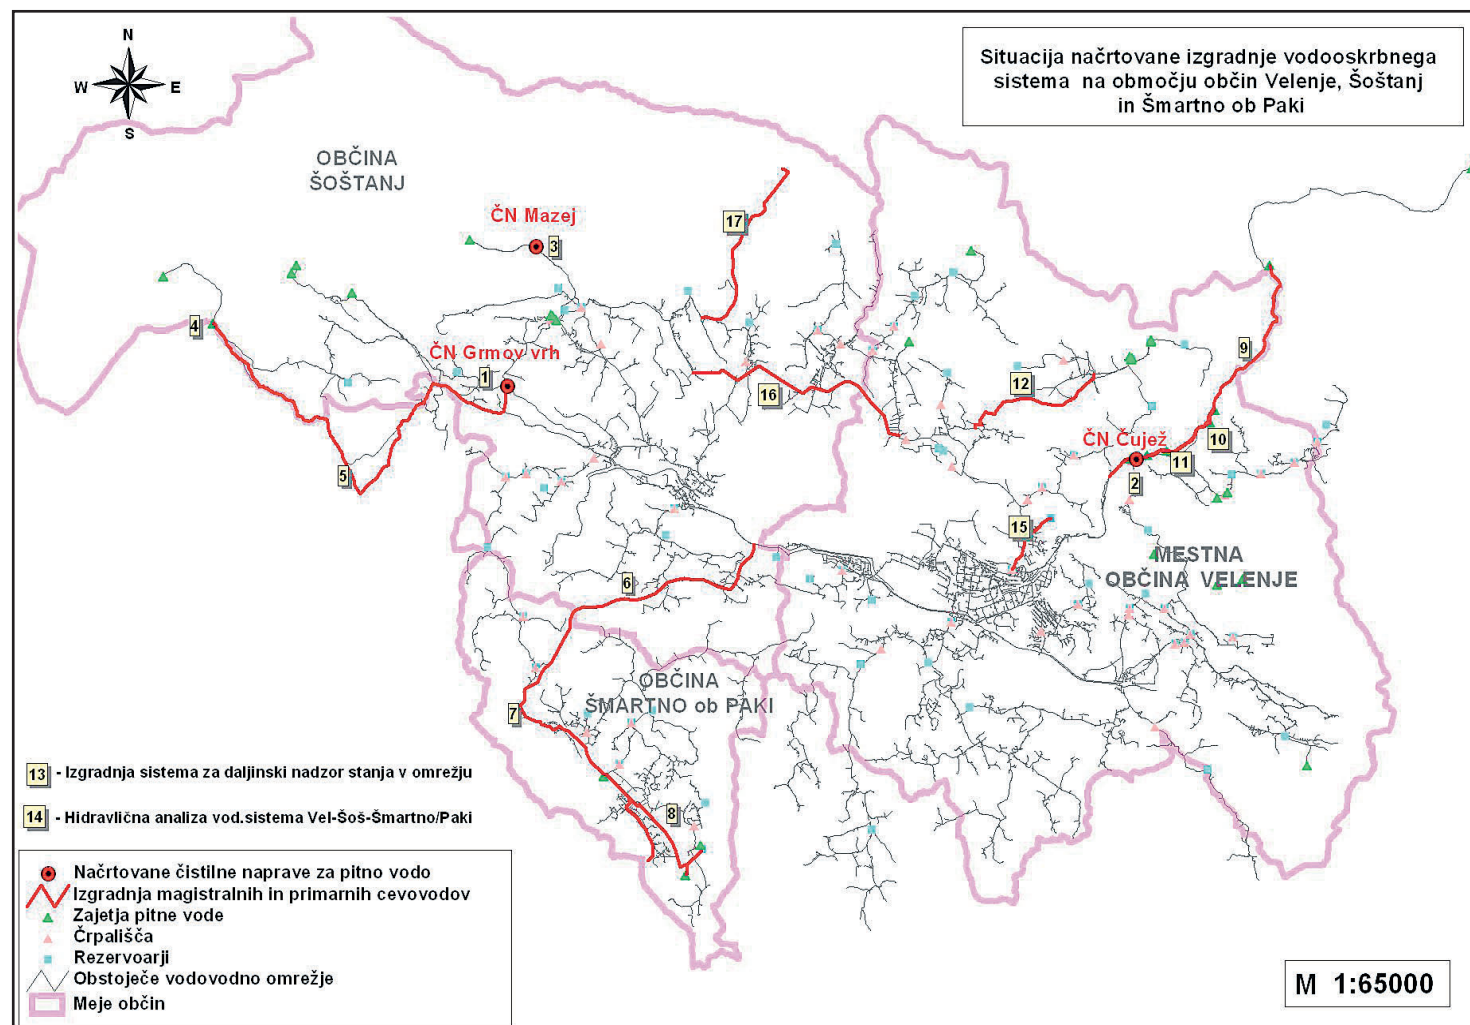 N
W E
S
Situacija načrtovane izgradnje vodooskrbnega
sistema na območju občin Velenje, Šoštanj
in Šmartno ob Paki
OBČINA
ŠOŠTANJ
ČN Mazej
3
17
4
ČN Grmov vrh
1
9
12
16
ČN Čujež
10
11
2
5
15
MESTNA
OBČINA VELENJE
6
OBČINA
ŠMARTNO ob PAKI
7
8
13 - Izgradnja sistema za daljinski nadzor stanja v omrežju
14 - Hidravlična analiza vod.sistema Vel-Šoš-Šmartno/Paki
Načrtovane čistilne naprave za pitno vodo
Izgradnja magistralnih in primarnih cevovodov
Zajetja pitne vode
Črpališča
Rezervoarji
Obstoječe vodovodno omrežje
Meje občin
M 1:65000